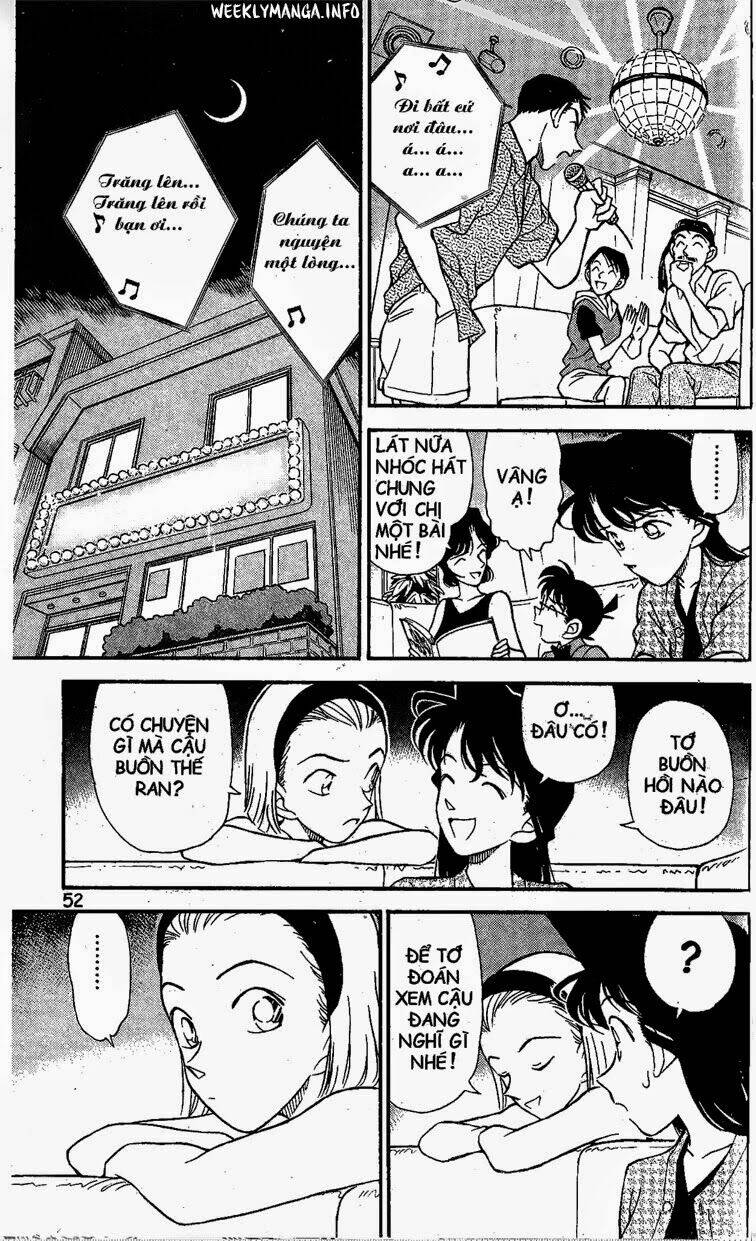 WEEKLYMANGA.INFO
Đi bất cứ
nơi đâu...
á... á...
a... a...
Trăng lên...
Trăng lên rồi
bạn ơi...
Chúng ta
nguyện
một lòng...
LÁT NỮA
NHÓC HÁT
CHUNG
VỚI CHỊ
MỘT BÀI
NHÉ!
VÂNG
Ạ!
........
CÓ CHUYỆN
GÌ MÀ CẬU
BUỒN THẾ
RAN?
Ơ...
ĐÂU CÓ!
TỚ
BUỒN
HỒI NÀO
ĐÂU!
52
........
ĐỂ TỚ
ĐOÁN
XEM CẬU
ĐANG
NGHĨ GÌ
NHÉ!
?